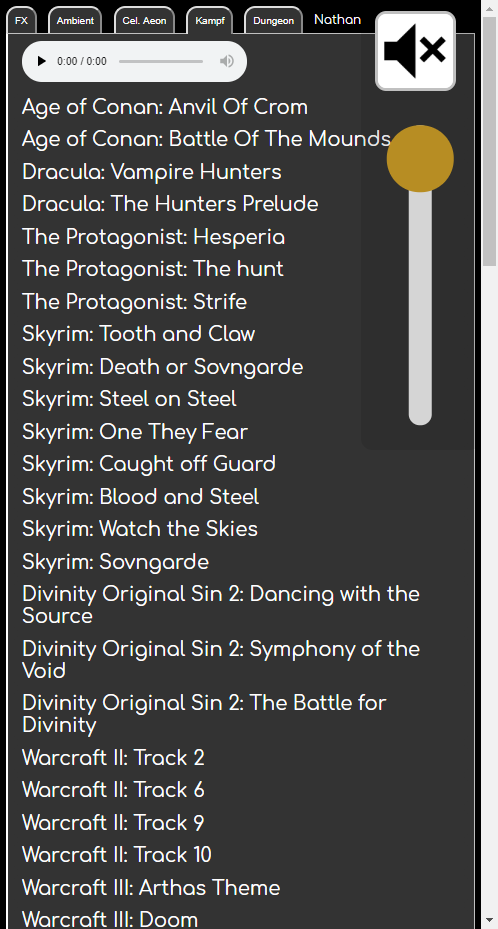 FX Ambient Cel. Aeon Kampf Dungeon Nathan
0:00 / 0:00
Age of Conan: Anvil Of Crom
Age of Conan: Battle Of The Mounds
Dracula: Vampire Hunters
Dracula: The Hunters Prelude
The Protagonist: Hesperia
The Protagonist: The hunt
The Protagonist: Strife
Skyrim: Tooth and Claw
Skyrim: Death or Sovngarde
Skyrim: Steel on Steel
Skyrim: One They Fear
Skyrim: Caught off Guard
Skyrim: Blood and Steel
Skyrim: Watch the Skies
Skyrim: Sovngarde
Divinity Original Sin 2: Dancing with the
Source
Divinity Original Sin 2: Symphony of the
Void
Divinity Original Sin 2: The Battle for
Divinity
Warcraft II: Track 2
Warcraft II: Track 6
Warcraft II: Track 9
Warcraft II: Track 10
Warcraft III: Arthas Theme
Warcraft III: Doom